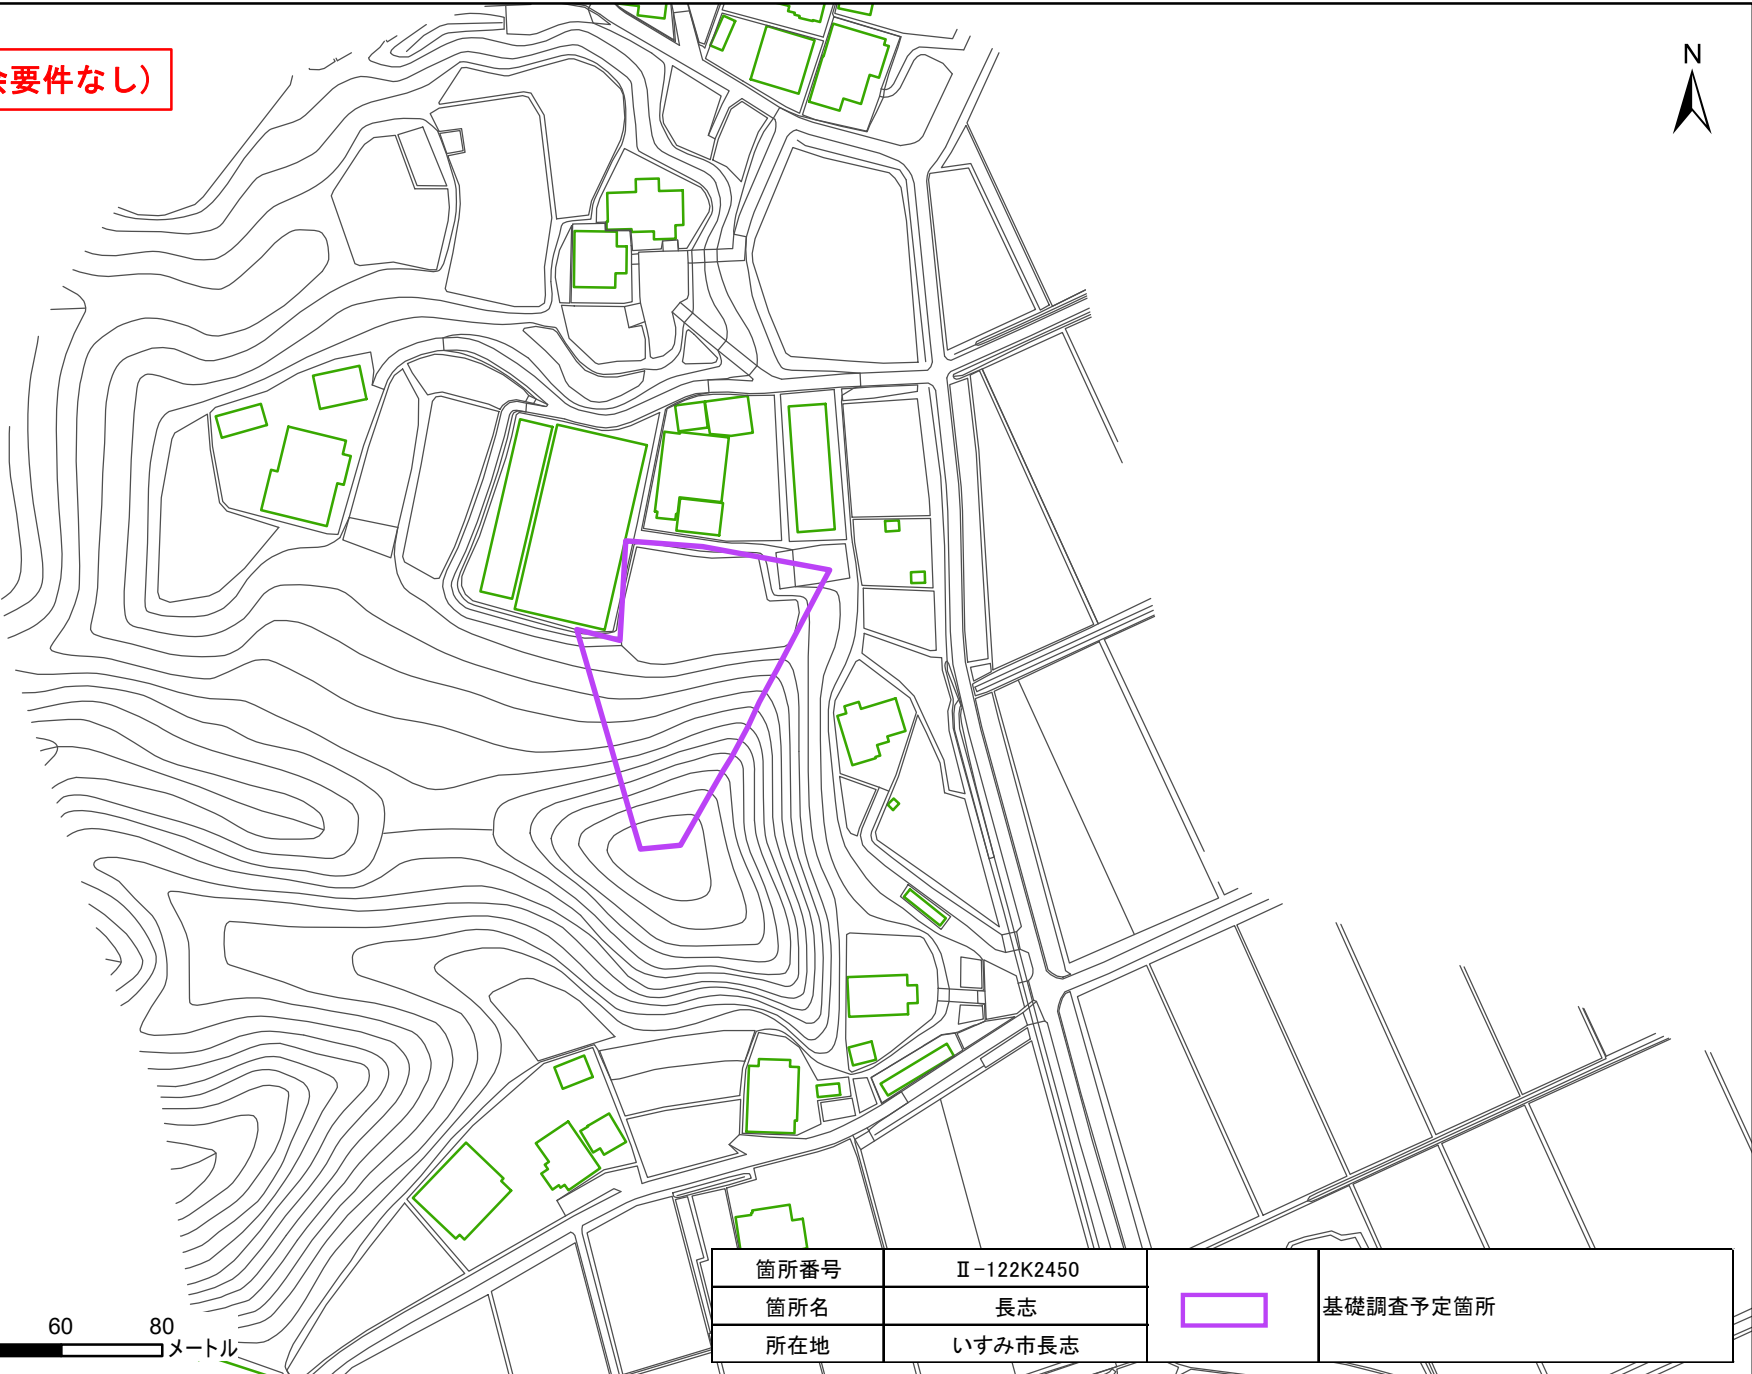 要件なし）
N
箇所番号 Ⅱ-122K2450
箇所名 長志
所在地 いすみ市長志
基礎調査予定箇所
60 80
メートル